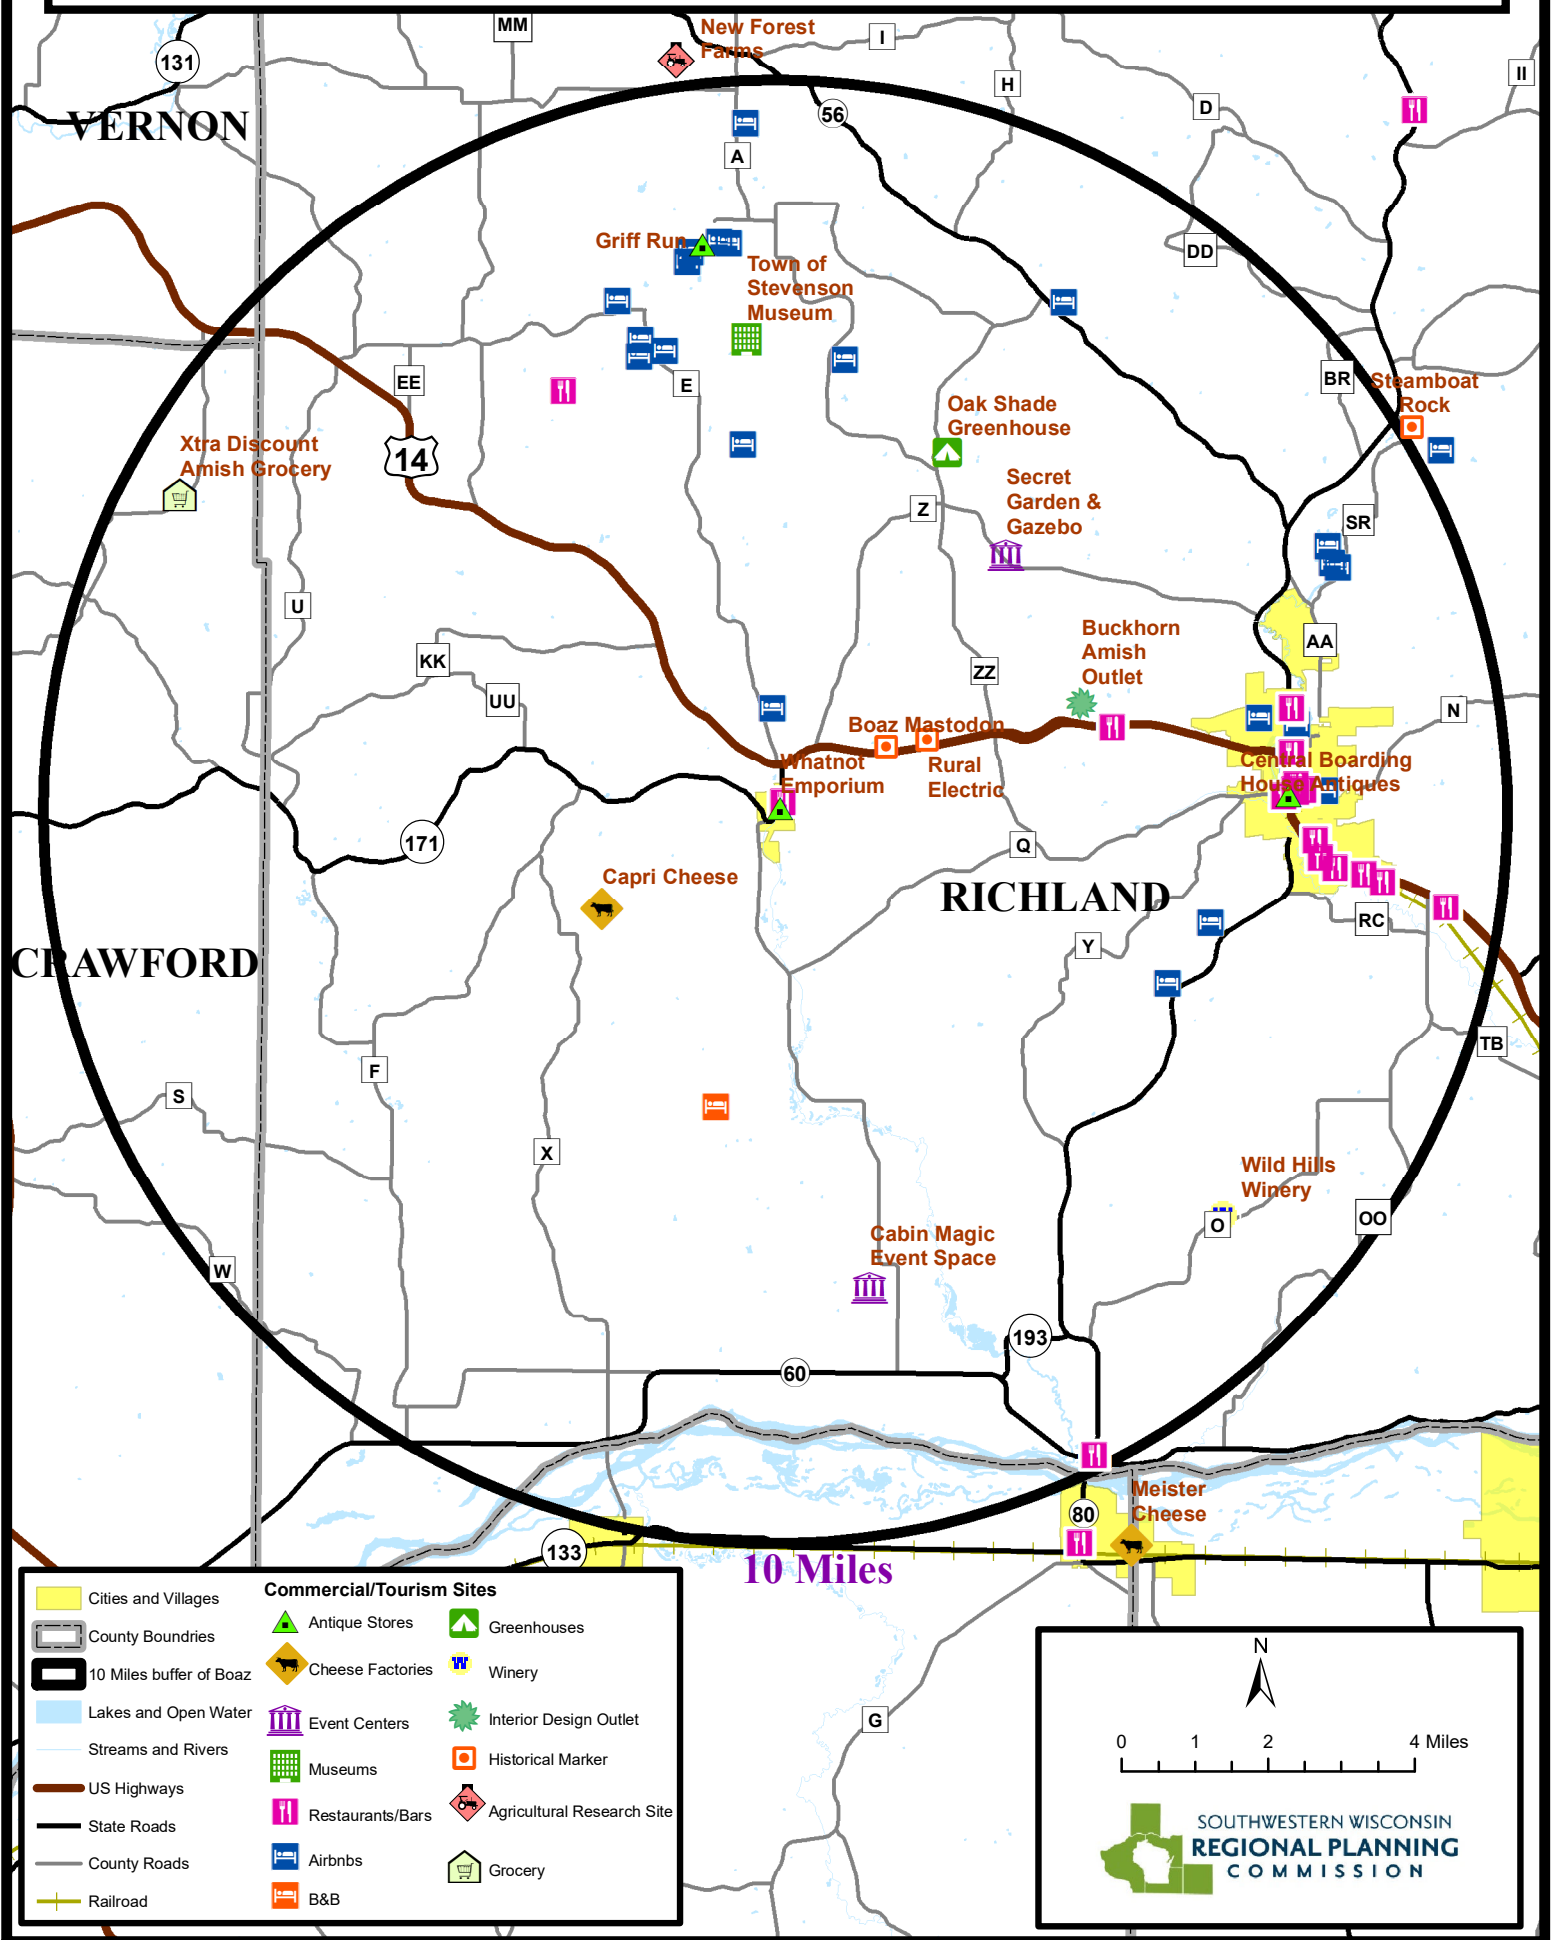 MM
New Forest
Farms
I
131
II
H
D
VERNON
56
A
Griff Run
DD
Town of
Stevenson
Museum
EE
E
BR
Steamboat
Rock
Oak Shade
Greenhouse
Xtra Discount
Amish Grocery
14
Secret
Garden &
Gazebo
Z
SR
U
Buckhorn
Amish
Outlet
AA
KK
ZZ
UU
N
Boaz Mastodon
Whatnot
Emporium
Rural
Electric
Central Boarding
House Antiques
171
Q
Capri Cheese
RICHLAND
RC
Y
CRAWFORD
TB
F
S
X
Wild Hills
Winery
O
OO
Cabin Magic
Event Space
W
193
60
Meister
Cheese
80
133
10 Miles
Cities and Villages
County Boundries
10 Miles buffer of Boaz
Lakes and Open Water
Streams and Rivers
US Highways
State Roads
County Roads
Railroad
Commercial/Tourism Sites
Antique Stores
Cheese Factories
Event Centers
Museums
Restaurants/Bars
Airbnbs
B&B
Greenhouses
Winery
Interior Design Outlet
Historical Marker
Agricultural Research Site
Grocery
G
N
0 1 2 4 Miles
SOUTHWESTERN WISCONSIN
REGIONAL PLANNING
COMMISSION